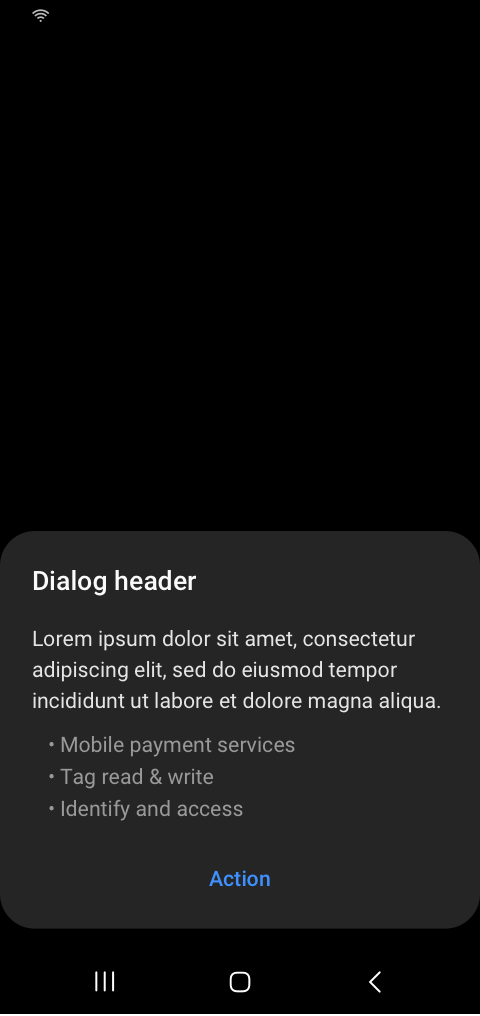 Dialog header
Lorem ipsum dolor sit amet, consectetur
adipiscing elit, sed do eiusmod tempor
incididunt ut labore et dolore magna aliqua.
• Mobile payment services
• Tag read & write
• Identify and access
Action